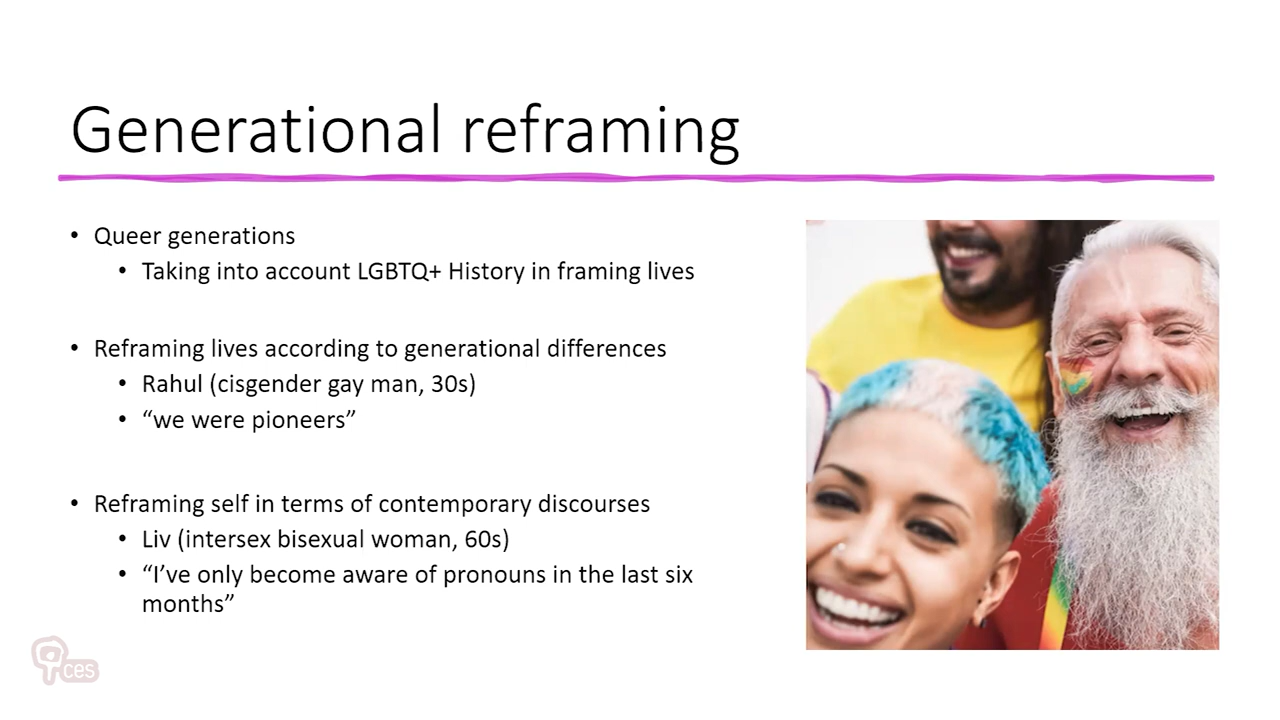 Generational reframing
• Queer generations
• Taking into account LGBTQ+ History in framing lives
• Reframing lives according to generational differences
• Rahul (cisgender gay man, 30s)
• “we were pioneers”
• Reframing self in terms of contemporary discourses
• Liv (intersex bisexual woman, 60s)
• “I’ve only become aware of pronouns in the last six
months”
ces